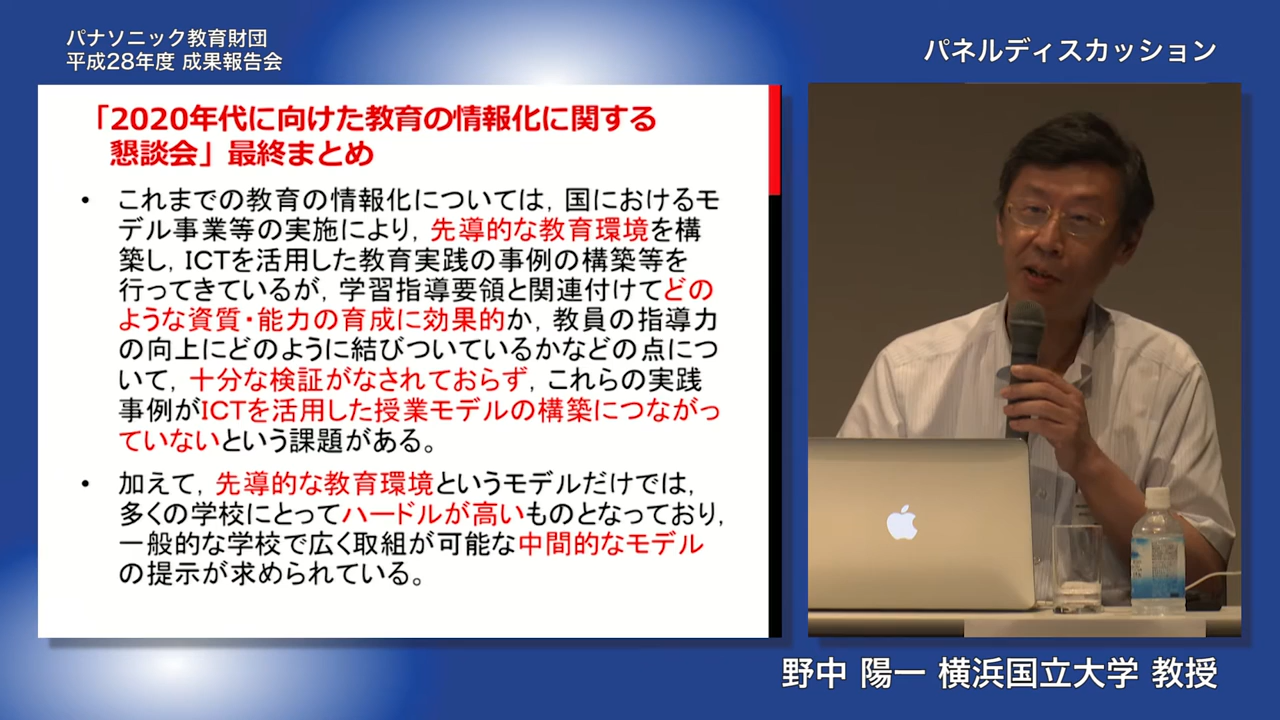 パナソニック教育財団
平成28年度 成果報告会
パネルディスカッション
「2020年代に向けた教育の情報化に関する
懇談会」最終まとめ
• これまでの教育の情報化については，国におけるモ
デル事業等の実施により，先導的な教育環境を構
築し，ICTを活用した教育実践の事例の構築等を
行ってきているが，学習指導要領と関連付けてどの
ような資質・能力の育成に効果的か，教員の指導力
の向上にどのように結びついているかなどの点につ
いて，十分な検証がなされておらず，これらの実践
事例がICTを活用した授業モデルの構築につながっ
ていないという課題がある。
• 加えて，先導的な教育環境というモデルだけでは，
多くの学校にとってハードルが高いものとなっており，
一般的な学校で広く取組が可能な中間的なモデル
の提示が求められている。
野中 陽一 横浜国立大学 教授